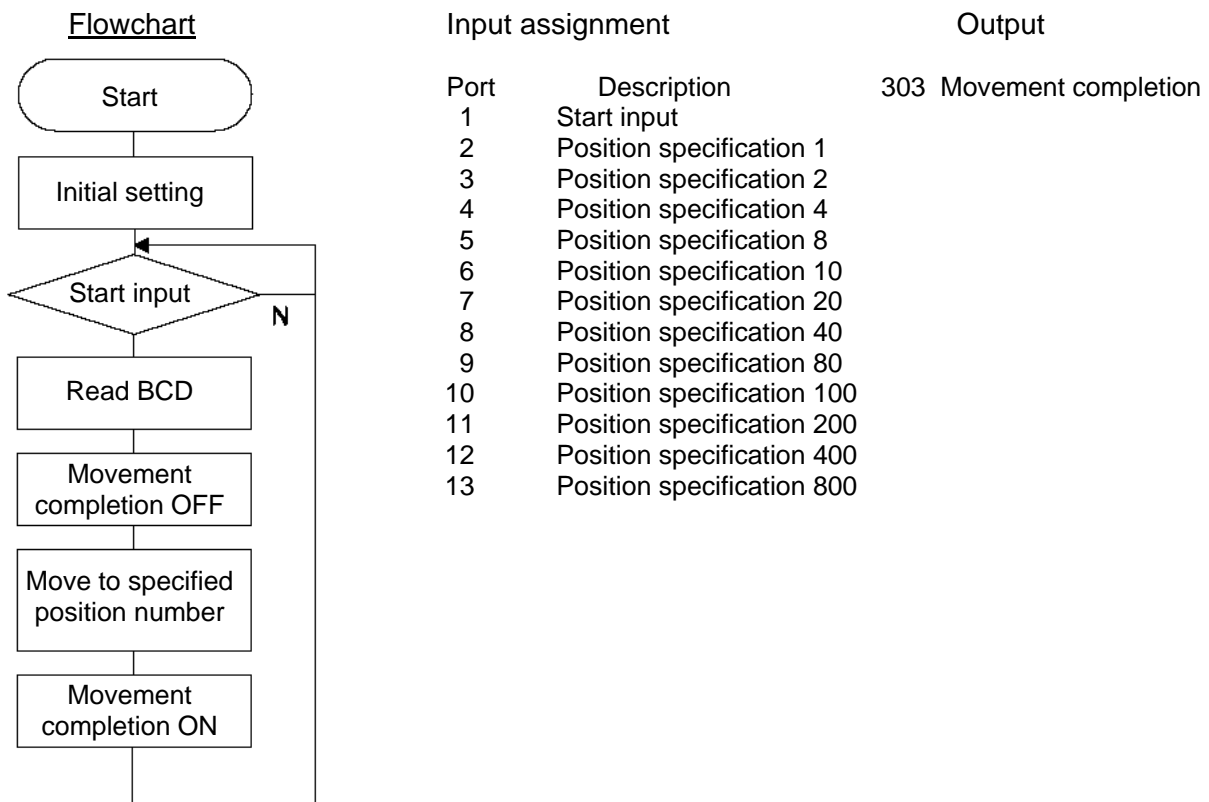 Flowchart
Start
Initial setting
Start input
N
Read BCD
Movement
completion OFF
Move to specified
position number
Movement
completion ON
Input assignment
Port Description
1 Start input
2 Position specification 1
3 Position specification 2
4 Position specification 4
5 Position specification 8
6 Position specification 10
7 Position specification 20
8 Position specification 40
9 Position specification 80
10 Position specification 100
11 Position specification 200
12 Position specification 400
13 Position specification 800
Output
303 Movement completion